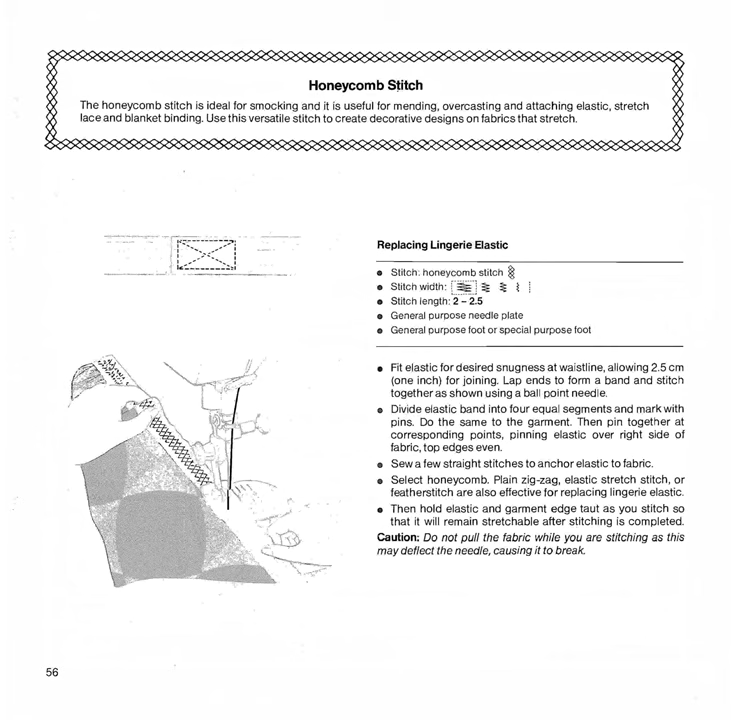 Honeycomb Stitch
The honeycomb stitch is ideal for smocking and it is useful for mending, overcasting and attaching elastic, stretch
lace and blanket binding. Use this versatile stitch to create decorative designs on fabrics that stretch.
Replacing Lingerie Elastic
● Stitch: honeycomb stitch
● Stitch width:
● Stitch length: 2 – 2.5
● General purpose needle plate
● General purpose foot or special purpose foot
● Fit elastic for desired snugness at waistline, allowing 2.5 cm
(one inch) for joining. Lap ends to form a band and stitch
together as shown using a ball point needle.
● Divide elastic band into four equal segments and mark with
pins. Do the same to the garment. Then pin together at
corresponding points, pinning elastic over right side of
fabric, top edges even.
● Sew a few straight stitches to anchor elastic to fabric.
● Select honeycomb. Plain zig-zag, elastic stretch stitch, or
featherstitch are also effective for replacing lingerie elastic.
● Then hold elastic and garment edge taut as you stitch so
that it will remain stretchable after stitching is completed.
Caution: Do not pull the fabric while you are stitching as this
may deflect the needle, causing it to break.
56